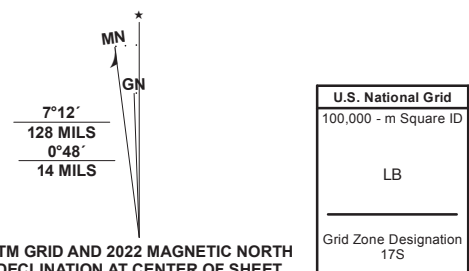 ★
MN
GN
7°12´
128 MILS
0°48´
14 MILS
TM GRID AND 2022 MAGNETIC NORTH
DECLINATION AT CENTER OF SHEET
U.S. National Grid
100,000 - m Square ID
LB
Grid Zone Designation
17S